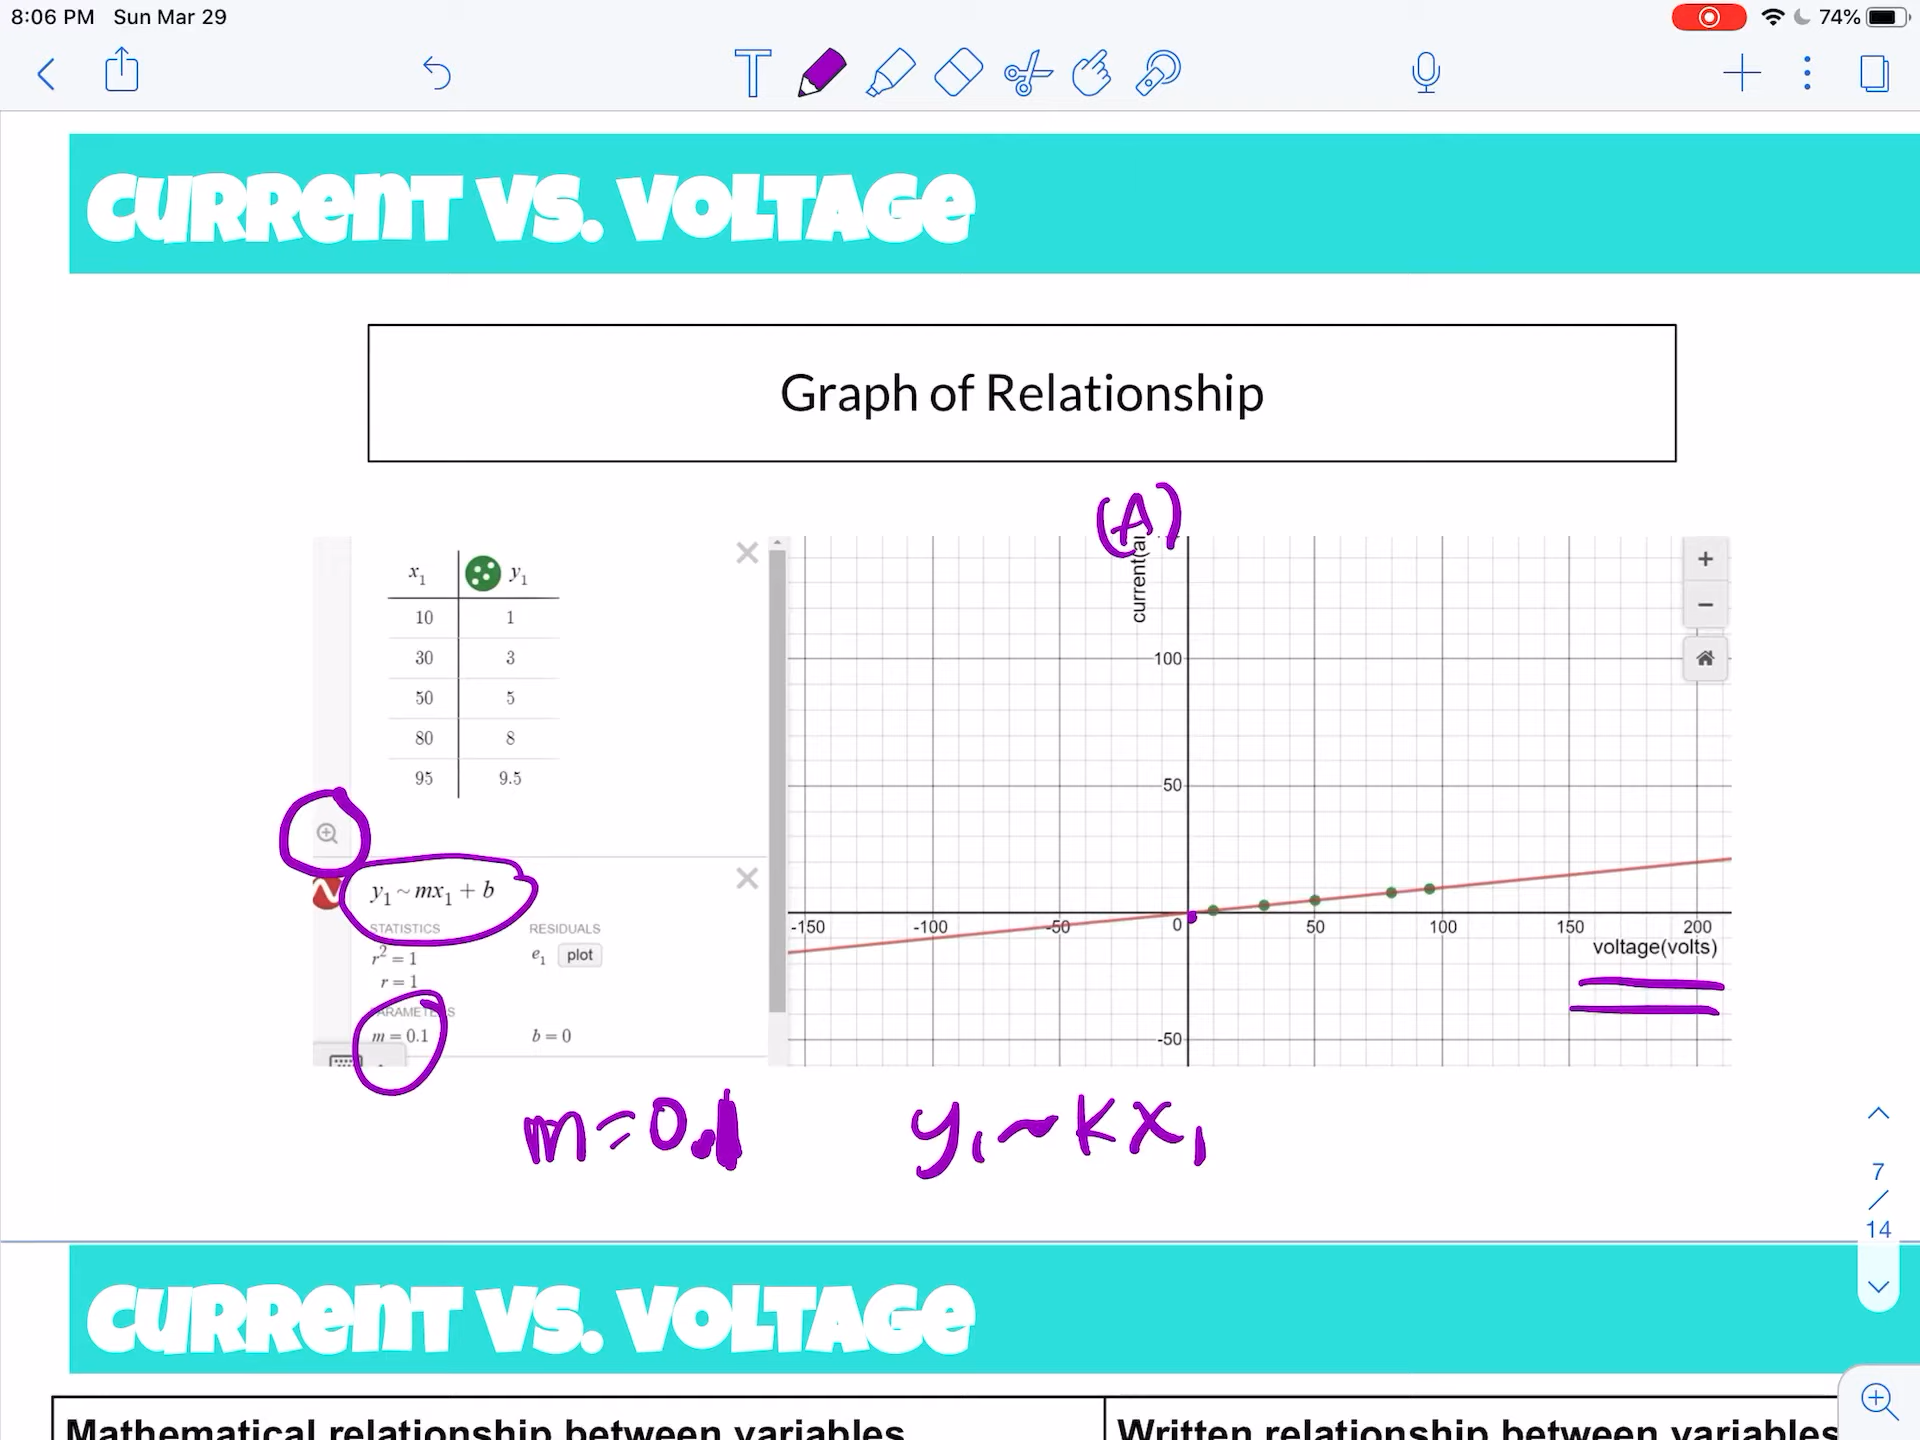 8:06 PM Sun Mar 29
74%
T
CURRENT VS. VOLTAGE
Graph of Relationship
(A)
x₁ y₁
10 1
30 3
50 5
80 8
95 9.5
y₁ ~ mx₁ + b
STATISTICS RESIDUALS
r² = 1 e₁ plot
r = 1
m = 0.1 b = 0
100
50
-150 -100 -50 0 50 100 150 200
voltage(volts)
-50
m = 0.1 y₁ ~ kx₁
7
/
14
CURRENT VS. VOLTAGE
Mathematical relationship between variables Written relationship between variables